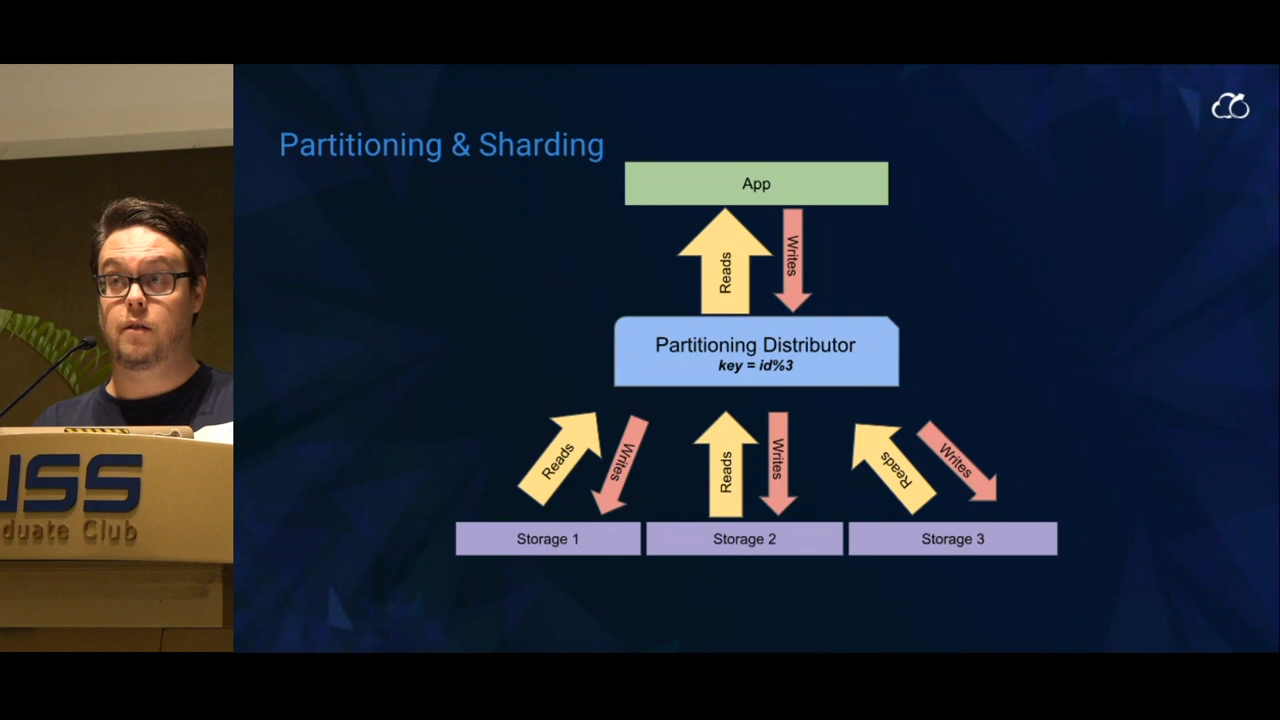 Partitioning & Sharding
App
Reads
Writes
Partitioning Distributor
key = id%3
Reads
Writes
Reads
Writes
Reads
Writes
Storage 1
Storage 2
Storage 3
USS
duate Club